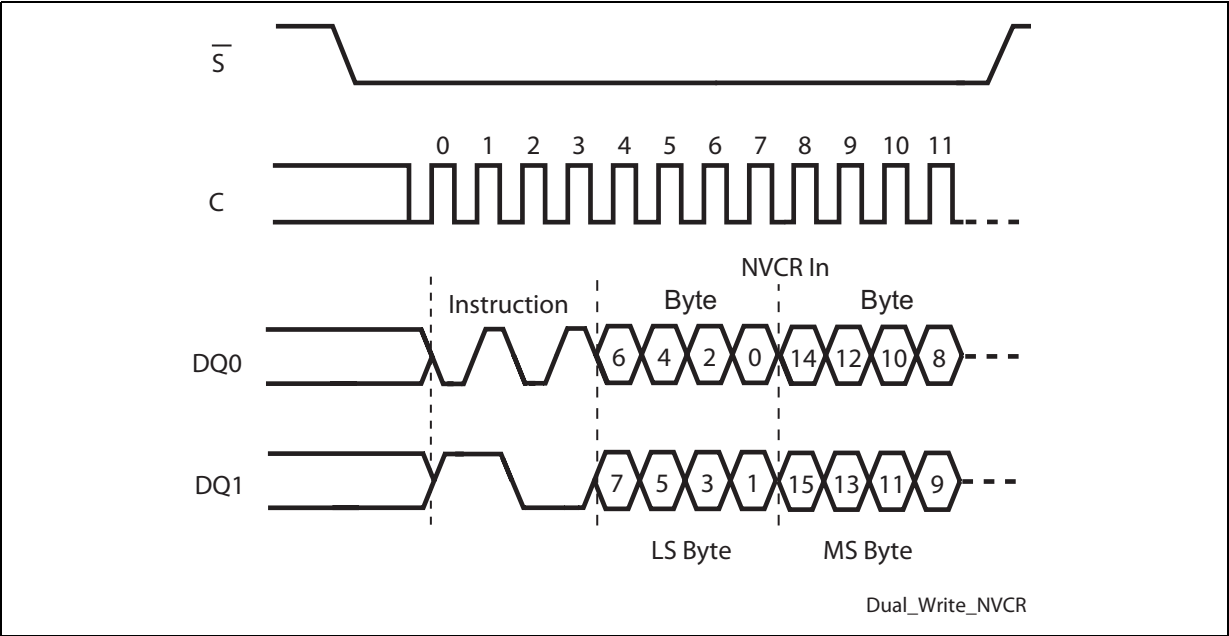 S
0 1 2 3 4 5 6 7 8 9 10 11
C
NVCR In
Instruction Byte Byte
DQ0 6 4 2 0 14 12 10 8
DQ1 7 5 3 1 15 13 11 9
LS Byte MS Byte
Dual_Write_NVCR